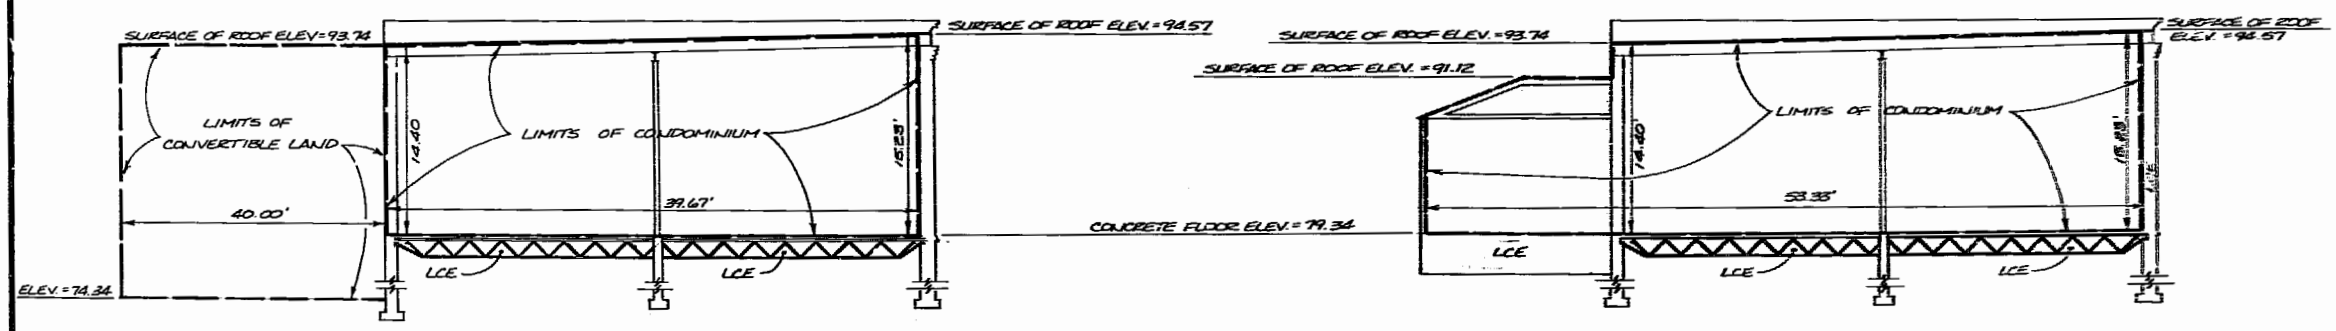 SURFACE OF ROOF ELEV=93.74
SURFACE OF ROOF ELEV.=94.57
LIMITS OF
CONVERTIBLE LAND
LIMITS OF CONDOMINIUM
14.40
15.23'
39.67'
40.00'
ELEV.=74.34
LCE
LCE
CONCRETE FLOOR ELEV.=79.34
SURFACE OF ROOF ELEV.=93.74
SURFACE OF ROOF
ELEV.=94.57
SURFACE OF ROOF ELEV.=91.12
LIMITS OF CONDOMINIUM
14.40'
53.33'
LCE
LCE
LCE